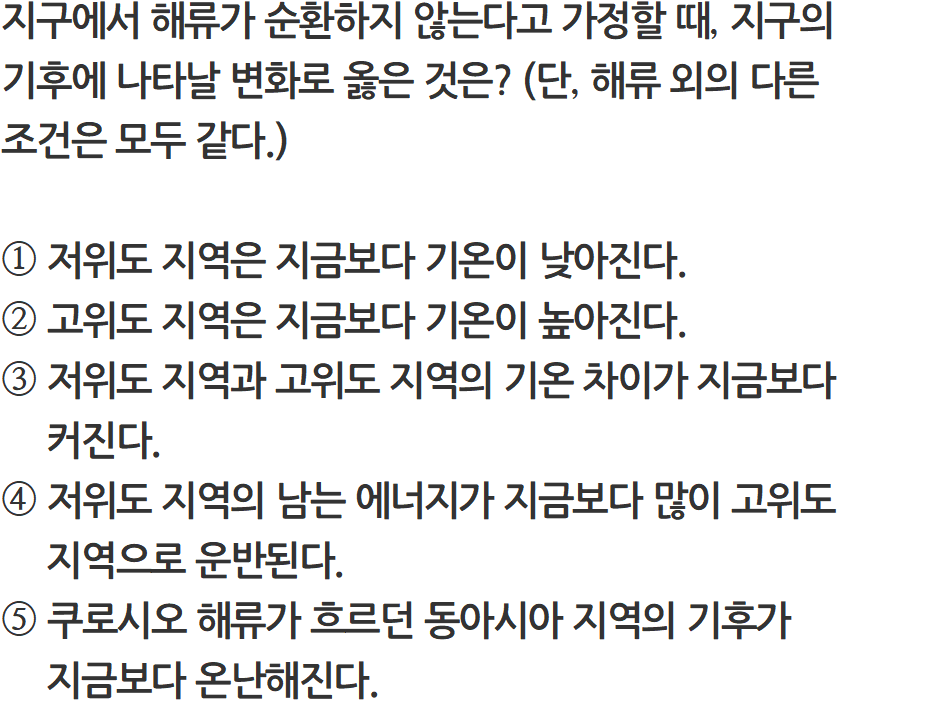 지구에서 해류가 순환하지 않는다고 가정할 때, 지구의
기후에 나타날 변화로 옳은 것은? (단, 해류 외의 다른
조건은 모두 같다.)
① 저위도 지역은 지금보다 기온이 낮아진다.
② 고위도 지역은 지금보다 기온이 높아진다.
③ 저위도 지역과 고위도 지역의 기온 차이가 지금보다
커진다.
④ 저위도 지역의 남는 에너지가 지금보다 많이 고위도
지역으로 운반된다.
⑤ 쿠로시오 해류가 흐르던 동아시아 지역의 기후가
지금보다 온난해진다.